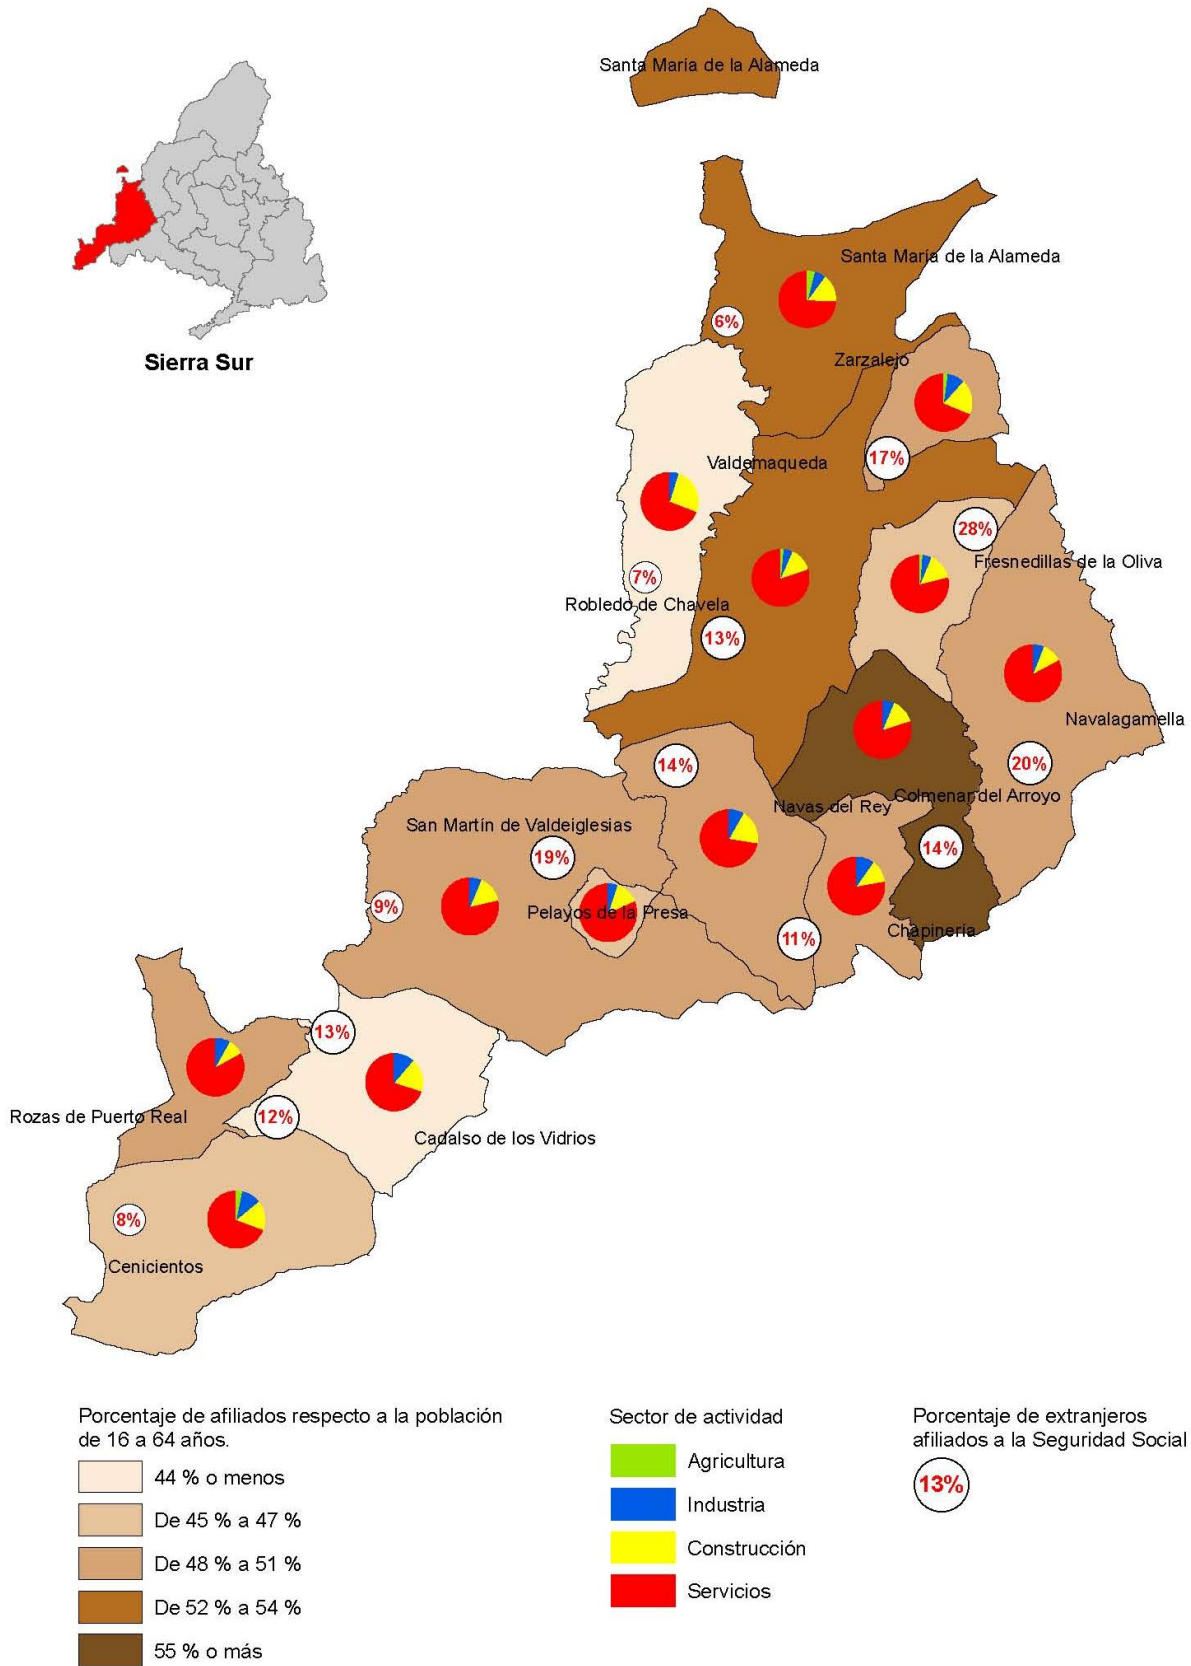 Santa María de la Alameda
Sierra Sur
Santa María de la Alameda
6%
Zarzalejo
Valdemaqueda
17%
28%
Fresnedillas de la Oliva
7%
Robledo de Chavela
13%
Navalagamella
14%
20%
Colmenar del Arroyo
Navas del Rey
San Martín de Valdeiglesias
14%
19%
9%
Pelayos de la Presa
Chapinería
11%
13%
Rozas de Puerto Real
12%
Cadalso de los Vidrios
8%
Cenicientos
Porcentaje de afiliados respecto a la población
de 16 a 64 años.
44 % o menos
De 45 % a 47 %
De 48 % a 51 %
De 52 % a 54 %
55 % o más
Sector de actividad
Agricultura
Industria
Construcción
Servicios
Porcentaje de extranjeros
afiliados a la Seguridad Social
13%